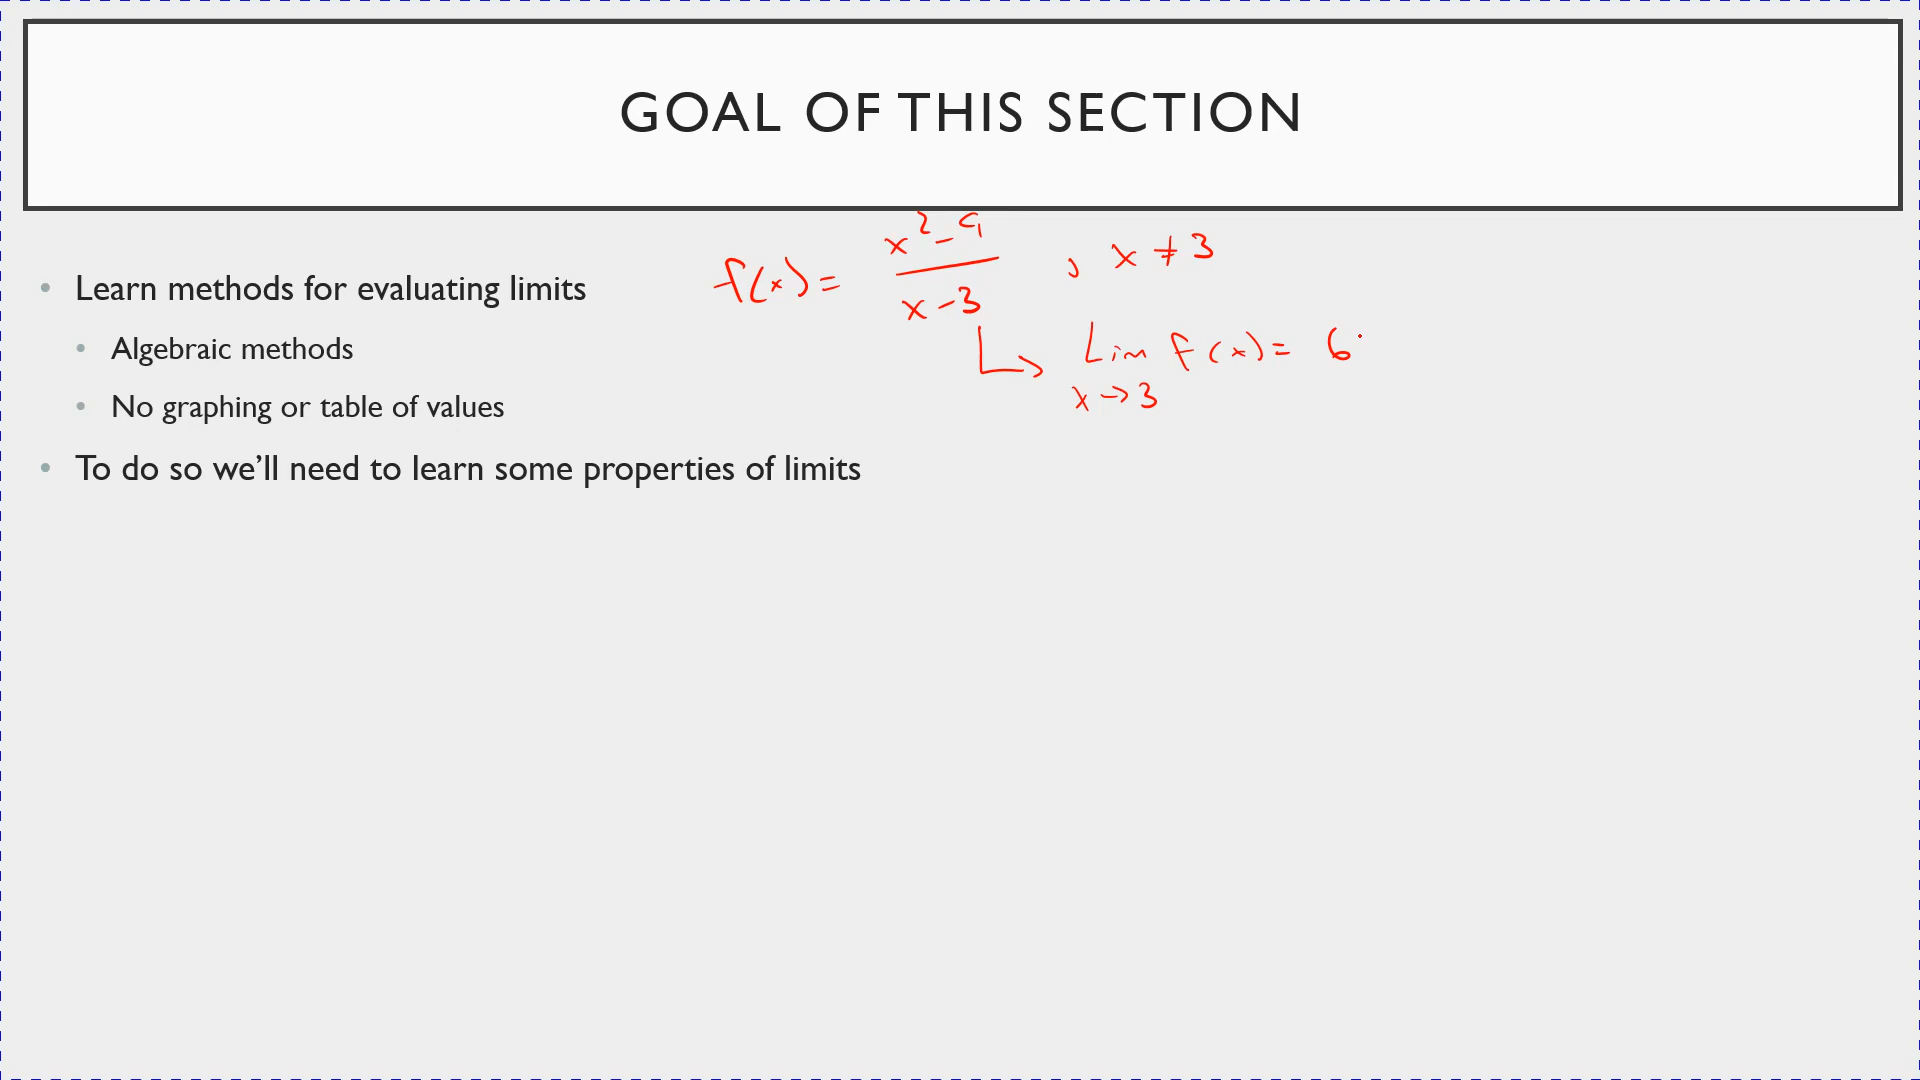 GOAL OF THIS SECTION
f(x) = x² - 9 / x - 3 , x ≠ 3
• Learn methods for evaluating limits
• Algebraic methods
Lim f(x) = 6
x → 3
• No graphing or table of values
• To do so we’ll need to learn some properties of limits